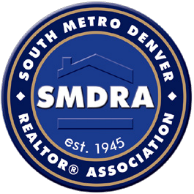 SOUTH METRO DENVER
SMDRA
est. 1945
REALTOR® ASSOCIATION